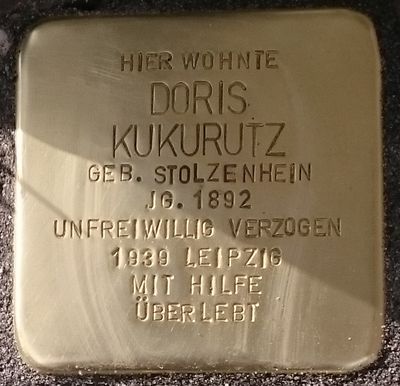 HIER WOHNTE
DORIS
KUKURUTZ
GEB. STOLZENHEIN
JG. 1892
UNFREIWILLIG VERZOGEN
1939 LEIPZIG
MIT HILFE
ÜBERLEBT